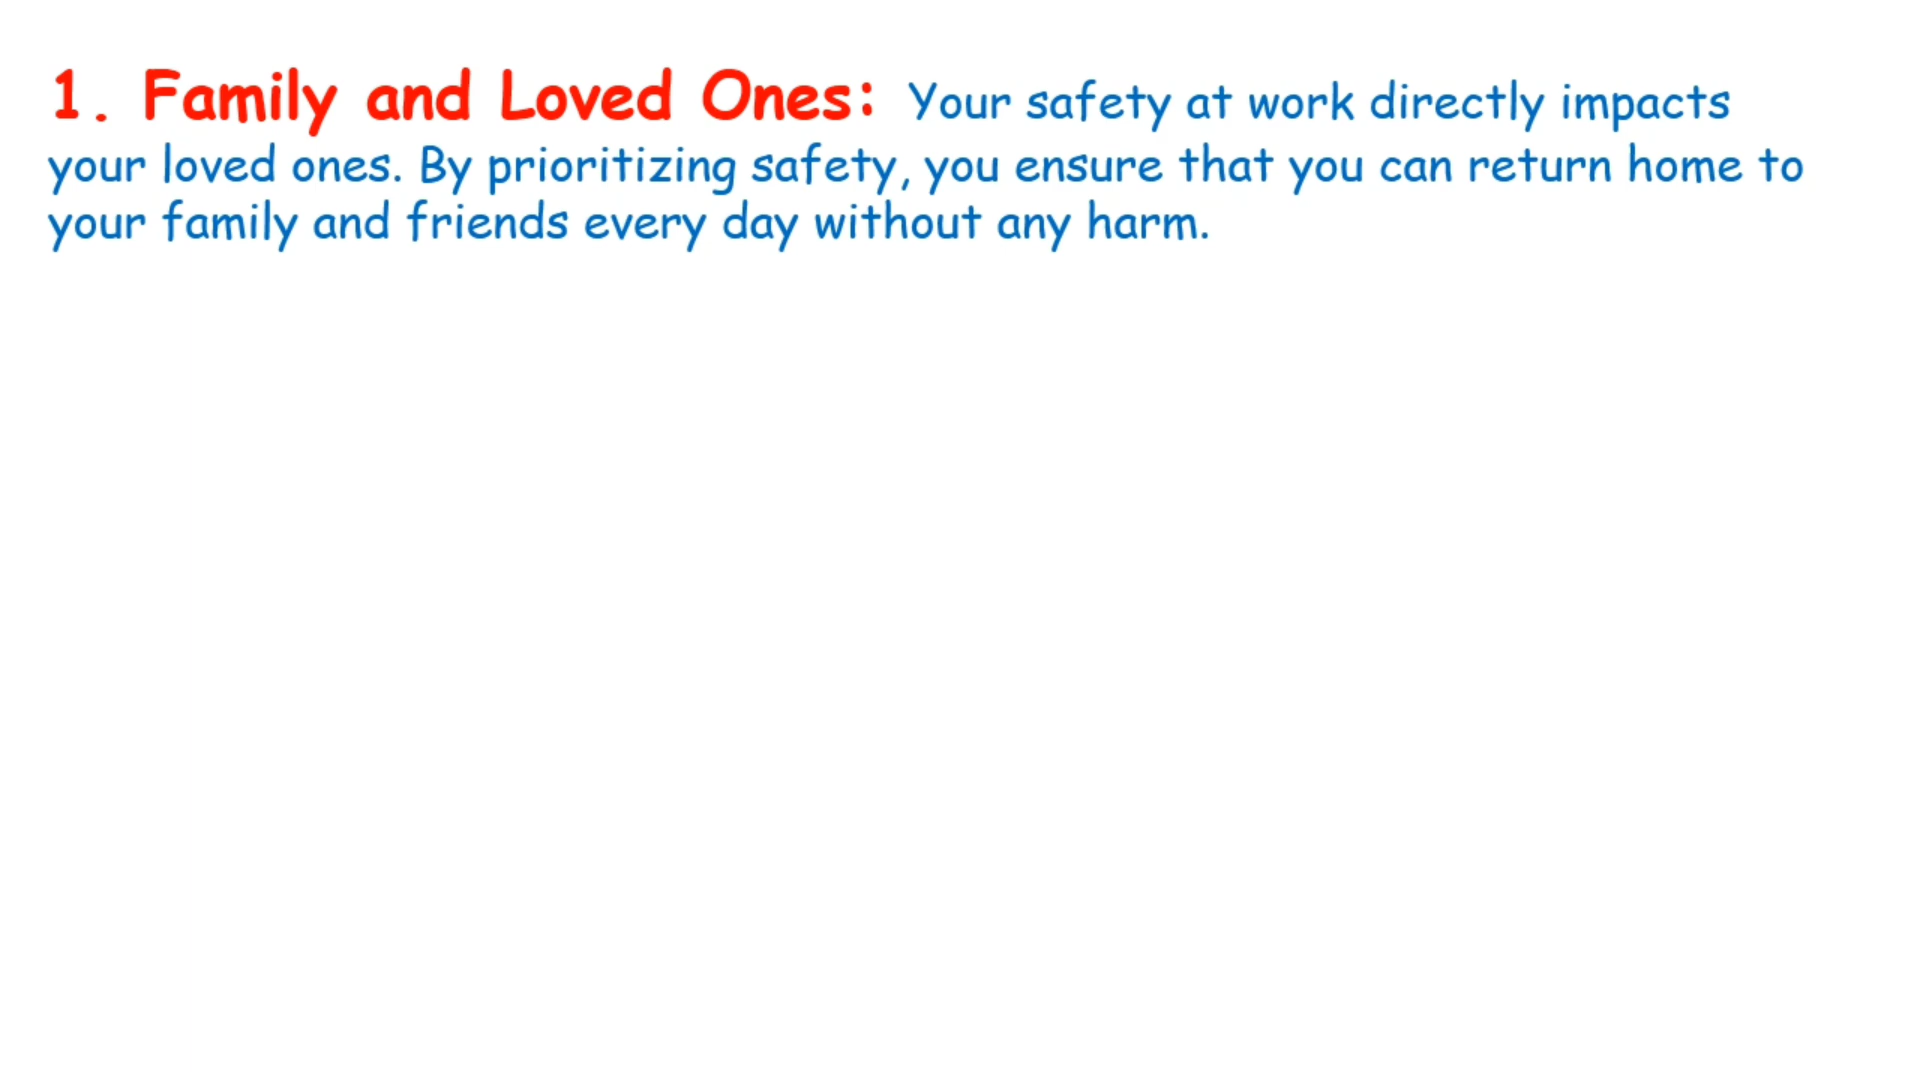 1. Family and Loved Ones: Your safety at work directly impacts
your loved ones. By prioritizing safety, you ensure that you can return home to
your family and friends every day without any harm.